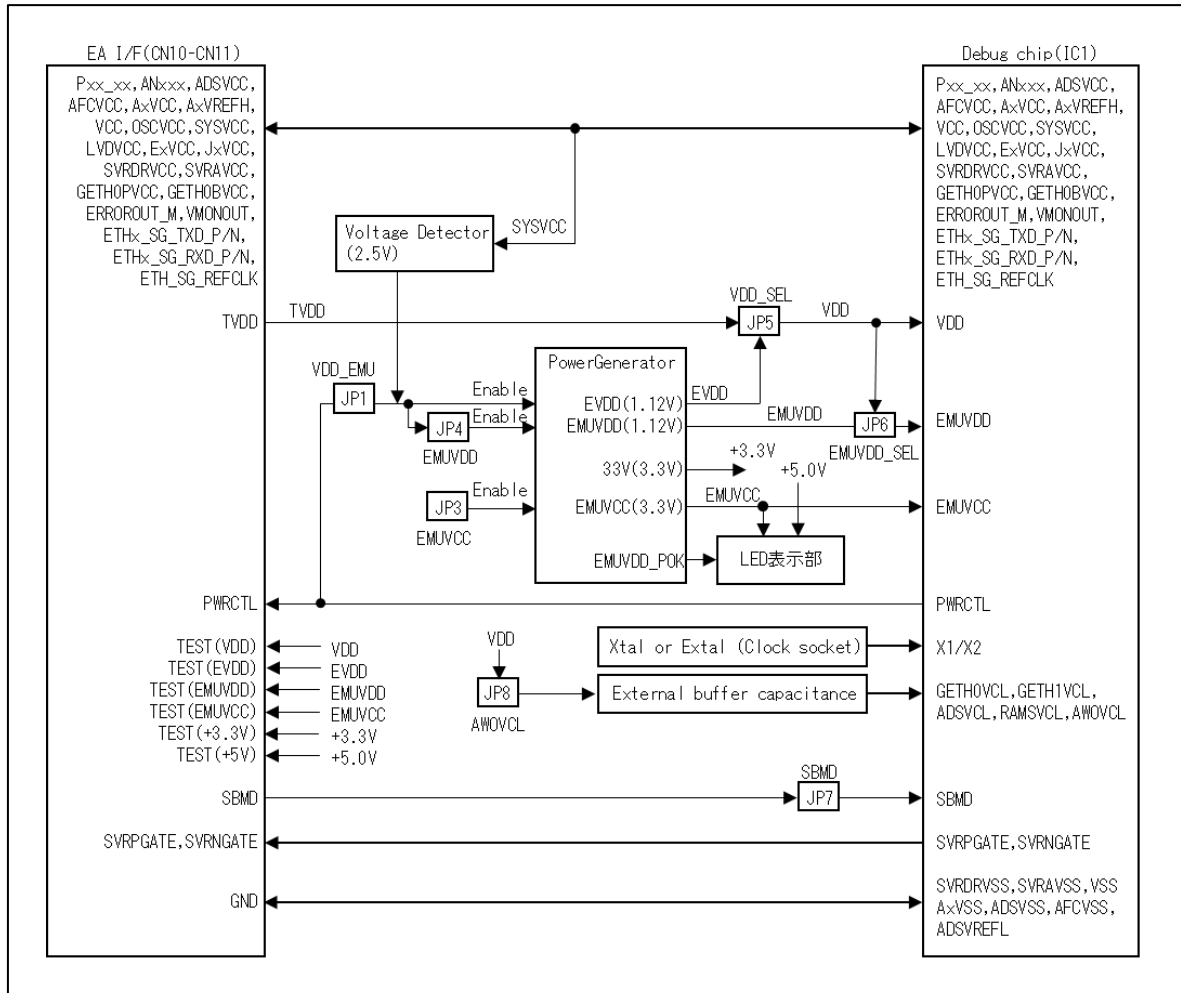 EA I/F(CN10-CN11)
Pxx_xx,ANxxx,ADSVCC,
AFCVCC,AxVCC,AxVREFH,
VCC,OSCVCC,SYSVCC,
LVDVCC,ExVCC,JxVCC,
SVRDRVCC,SVRAVCC,
GETH0PVCC,GETH0BVCC,
ERROROUT_M,VMONOUT,
ETHx_SG_TXD_P/N,
ETHx_SG_RXD_P/N,
ETH_SG_REFCLK
TVDD
PWRCTL
TEST(VDD)
TEST(EVDD)
TEST(EMUVDD)
TEST(EMUVCC)
TEST(+3.3V)
TEST(+5V)
SBMD
SVRPGATE,SVRNGATE
GND
Voltage Detector
(2.5V)
SYSVCC
TVDD
VDD_SEL
JP5
VDD
VDD_EMU
JP1
Enable
Enable
JP4
EMUVDD
Enable
JP3
EMUVCC
PowerGenerator
EVDD(1.12V)
EMUVDD(1.12V)
33V(3.3V)
EMUVCC(3.3V)
EMUVDD_POK
EVDD
EMUVDD
JP6
EMUVDD_SEL
+3.3V
+5.0V
EMUVCC
LED表示部
VDD
EVDD
EMUVDD
EMUVCC
+3.3V
+5.0V
VDD
JP8
AWOVCL
Xtal or Extal (Clock socket)
External buffer capacitance
SBMD
JP7
Debug chip(IC1)
Pxx_xx,ANxxx,ADSVCC,
AFCVCC,AxVCC,AxVREFH,
VCC,OSCVCC,SYSVCC,
LVDVCC,ExVCC,JxVCC,
SVRDRVCC,SVRAVCC,
GETH0PVCC,GETH0BVCC,
ERROROUT_M,VMONOUT,
ETHx_SG_TXD_P/N,
ETHx_SG_RXD_P/N,
ETH_SG_REFCLK
VDD
EMUVDD
EMUVCC
PWRCTL
X1/X2
GETH0VCL,GETH1VCL,
ADSVCL,RAMSVCL,AWOVCL
SBMD
SVRPGATE,SVRNGATE
SVRDRVSS,SVRAVSS,VSS
AxVSS,ADSVSS,AFCVSS,
ADSVREFL